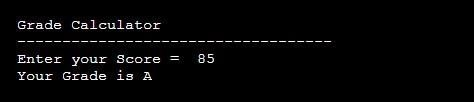 Grade Calculator
-----------------------------------
Enter your Score =  85
Your Grade is A